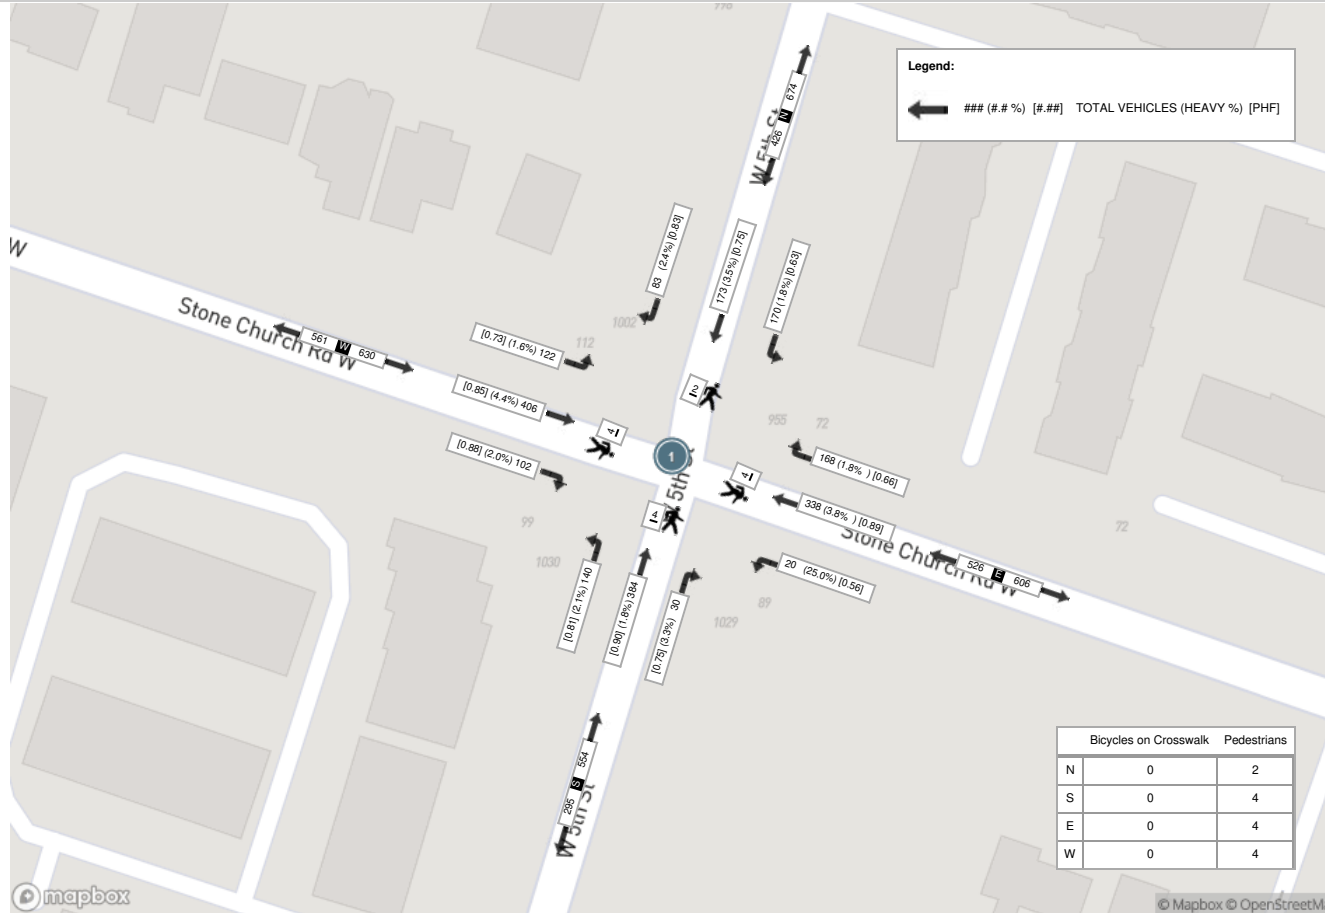 998
Legend:
### (#.# %) [#.##] TOTAL VEHICLES (HEAVY %) [PHF]
674
N
426
W 5th St
W
83 (2.4%) [0.83]
173 (3.5%) [0.75]
170 (1.8%) [0.63]
Stone Church Rd W
561 W 630
1002
112
[0.73] (1.6%) 122
[0.85] (4.4%) 406
[0.88] (2.0%) 102
2
4
955
72
1
4
168 (1.8% ) [0.66]
338 (3.8% ) [0.89]
20 (25.0%) [0.56]
5th St
4
99
1030
72
Stone Church Rd W
526 E 606
89
1029
[0.81] (2.1%) 140
[0.90] (1.8%) 384
[0.75] (3.3%) 30
554
S
295
W 5th St
Bicycles on Crosswalk Pedestrians
N 0 2
S 0 4
E 0 4
W 0 4
mapbox
© Mapbox © OpenStreetM